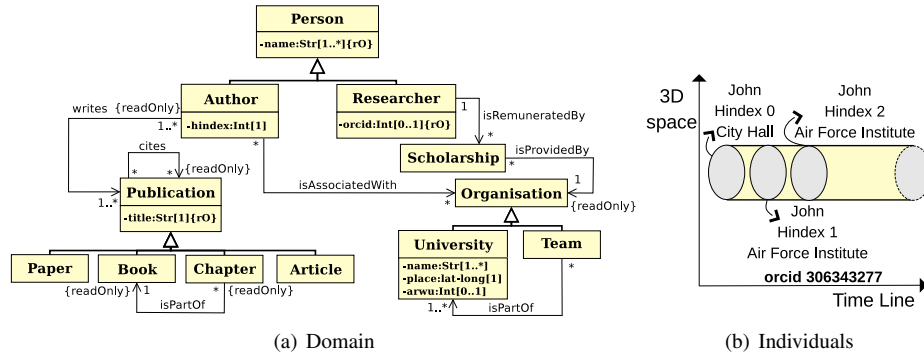 Person
-name:Str[1..*]{rO}
Author
-hindex:Int[1]
Researcher
-orcid:Int[0..1]{rO}
writes
{readOnly}
1..*
1
isRemuneratedBy
*
cites
*
*
{readOnly}
*
Scholarship
*
isProvidedBy
Publication
-title:Str[1]{rO}
1..*
isAssociatedWith
*
Organisation
1
{readOnly}
Paper
Book
Chapter
Article
{readOnly}
1
*
{readOnly}
isPartOf
University
-name:Str[1..*]
-place:lat-long[1]
-arwu:Int[0..1]
Team
*
1..*
isPartOf
(a) Domain
3D
space
John
Hindex 0
City Hall
John
Hindex 2
Air Force Institute
John
Hindex 1
Air Force Institute
orcid 306343277
Time Line
(b) Individuals